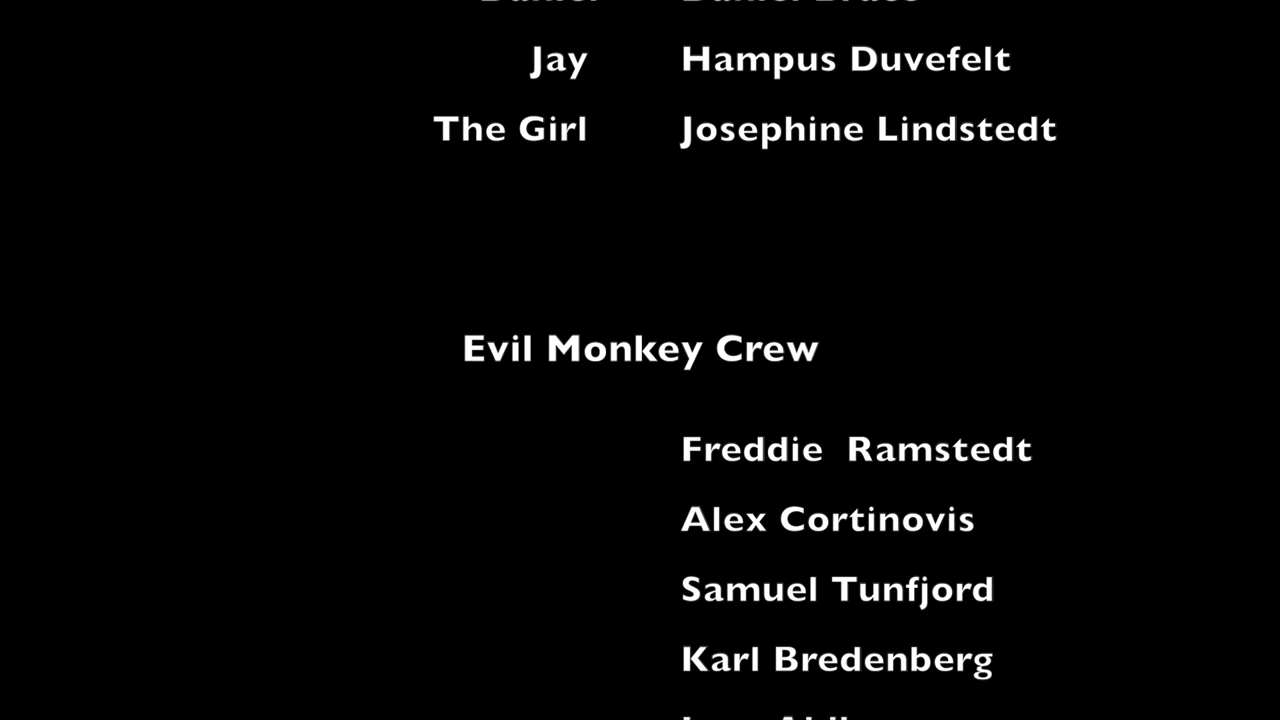 Jay Hampus Duvefelt
The Girl Josephine Lindstedt
Evil Monkey Crew
Freddie  Ramstedt
Alex Cortinovis
Samuel Tunfjord
Karl Bredenberg